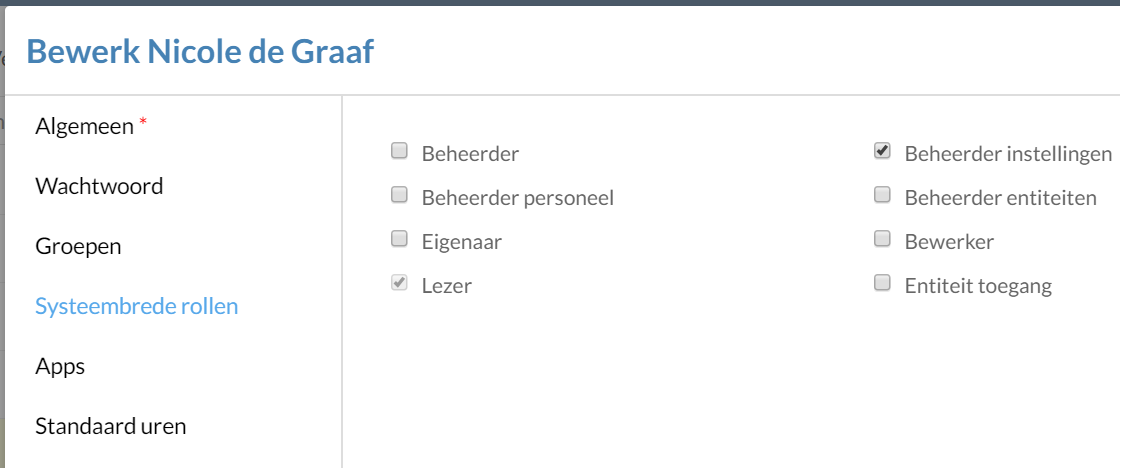 Bewerk Nicole de Graaf
Algemeen *
Wachtwoord
Groepen
Systeembrede rollen
Apps
Standaard uren
Beheerder
Beheerder instellingen
Beheerder personeel
Beheerder entiteiten
Eigenaar
Bewerker
Lezer
Entiteit toegang